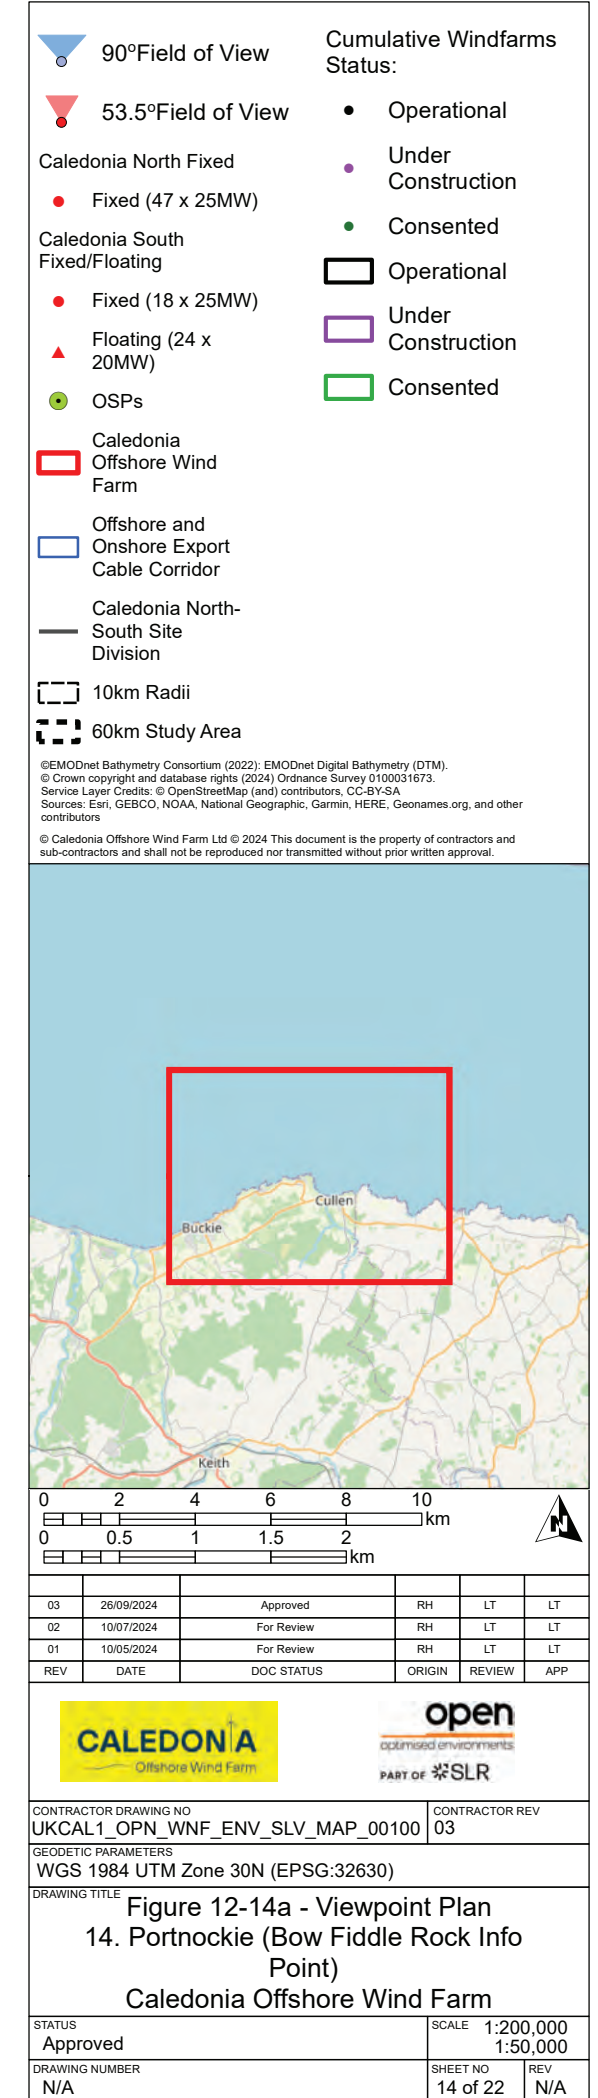 90°Field of View
53.5°Field of View
Caledonia North Fixed
Fixed (47 x 25MW)
Caledonia South
Fixed/Floating
Fixed (18 x 25MW)
Floating (24 x
20MW)
OSPs
Caledonia
Offshore Wind
Farm
Offshore and
Onshore Export
Cable Corridor
Caledonia North-
South Site
Division
10km Radii
60km Study Area
Cumulative Windfarms
Status:
Operational
Under
Construction
Consented
Operational
Under
Construction
Consented
©EMODnet Bathymetry Consortium (2022): EMODnet Digital Bathymetry (DTM).
© Crown copyright and database rights (2024) Ordnance Survey 0100031673.
Service Layer Credits: © OpenStreetMap (and) contributors, CC-BY-SA
Sources: Esri, GEBCO, NOAA, National Geographic, Garmin, HERE, Geonames.org, and other
contributors
© Caledonia Offshore Wind Farm Ltd © 2024 This document is the property of contractors and
sub-contractors and shall not be reproduced nor transmitted without prior written approval.
Cullen
Buckie
Keith
0 2 4 6 8 10
km
0 0.5 1 1.5 2
km
N
03 26/09/2024 Approved RH LT LT
02 10/07/2024 For Review RH LT LT
01 10/05/2024 For Review RH LT LT
REV DATE DOC STATUS ORIGIN REVIEW APP
CALEDONIA
Offshore Wind Farm
open
optimised environments
PART OF SLR
CONTRACTOR DRAWING NO
UKCAL1_OPN_WNF_ENV_SLV_MAP_00100
CONTRACTOR REV
03
GEODETIC PARAMETERS
WGS 1984 UTM Zone 30N (EPSG:32630)
DRAWING TITLE
Figure 12-14a - Viewpoint Plan
14. Portnockie (Bow Fiddle Rock Info
Point)
Caledonia Offshore Wind Farm
STATUS
Approved
SCALE 1:200,000
1:50,000
DRAWING NUMBER
N/A
SHEET NO
14 of 22
REV
N/A